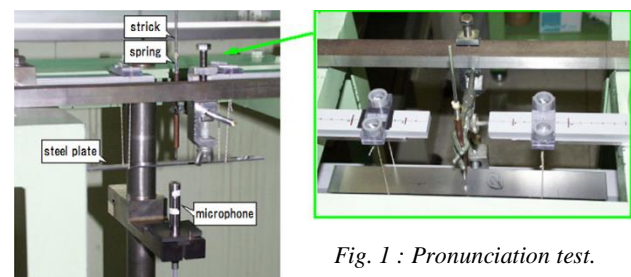 strick
spring
steel plate
microphone
Fig. 1 : Pronunciation test.